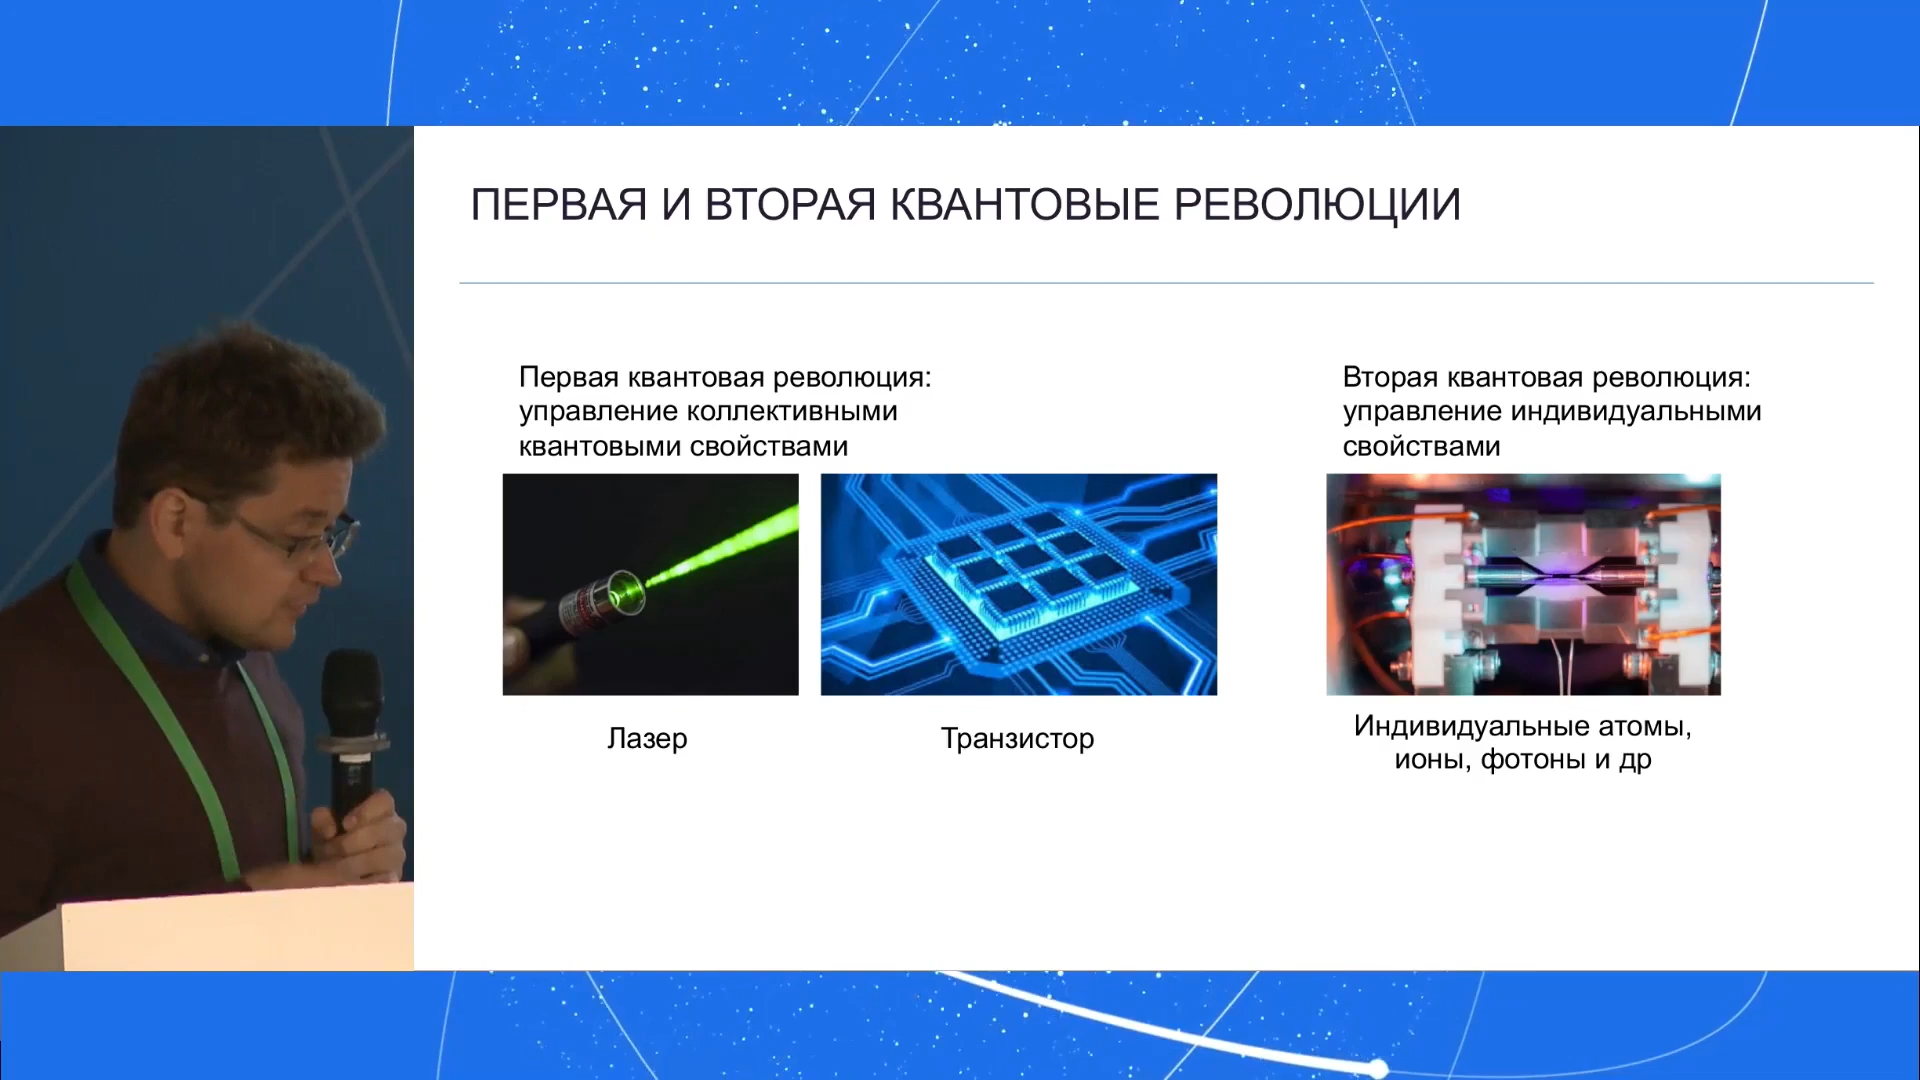 ПЕРВАЯ И ВТОРАЯ КВАНТОВЫЕ РЕВОЛЮЦИИ
Первая квантовая революция:
управление коллективными
квантовыми свойствами
Вторая квантовая революция:
управление индивидуальными
свойствами
Лазер
Транзистор
Индивидуальные атомы,
ионы, фотоны и др